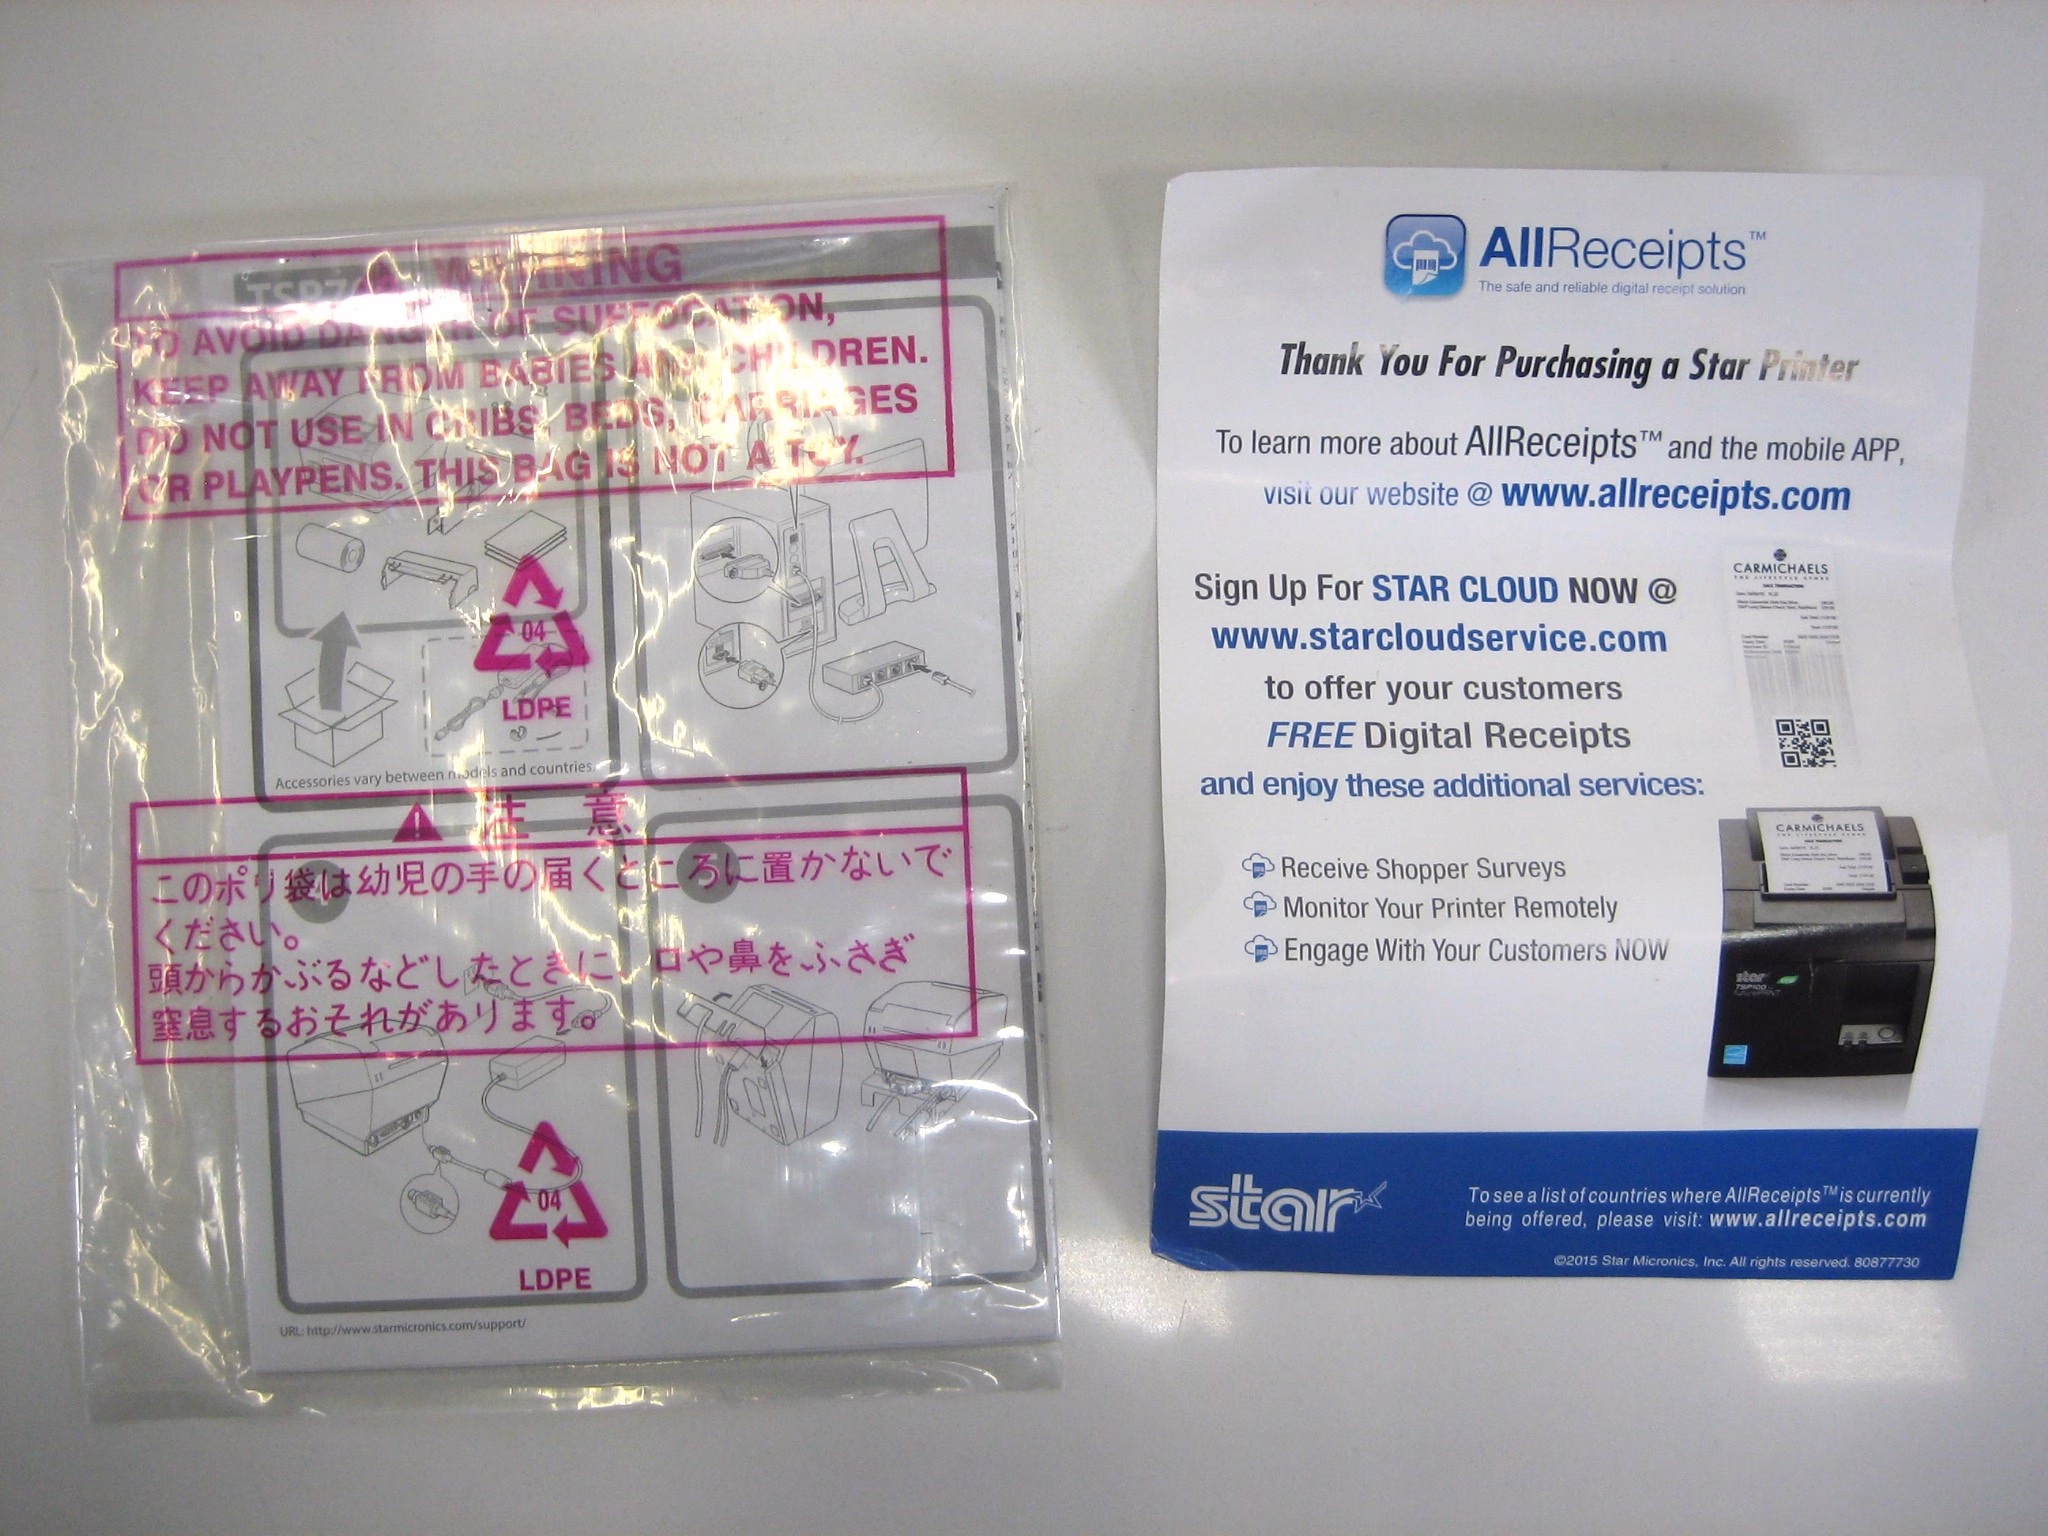 WARNING
TO AVOID DANGER OF SUFFOCATION,
KEEP AWAY FROM BABIES AND CHILDREN.
DO NOT USE IN CRIBS, BEDS, CARRIAGES
OR PLAYPENS. THIS BAG IS NOT A TOY.
04
LDPE
Accessories vary between models and countries.
注 意
このポリ袋は幼児の手の届くところに置かないで
ください。
頭からかぶるなどしたときに、口や鼻をふさぎ
窒息するおそれがあります。
04
LDPE
URL: http://www.starmicronics.com/support/
AllReceipts™
The safe and reliable digital receipt solution
Thank You For Purchasing a Star Printer
To learn more about AllReceipts™ and the mobile APP,
visit our website @ www.allreceipts.com
Sign Up For STAR CLOUD NOW @
www.starcloudservice.com
to offer your customers
FREE Digital Receipts
and enjoy these additional services:
Receive Shopper Surveys
Monitor Your Printer Remotely
Engage With Your Customers NOW
CARMICHAELS
CARMICHAELS
star
TSP100
star
To see a list of countries where AllReceipts™ is currently
being offered, please visit: www.allreceipts.com
©2015 Star Micronics, Inc. All rights reserved. 80877730